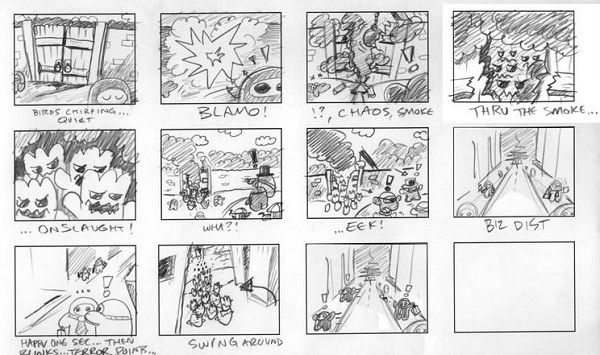 BIRDS CHIRPING...
QUIET
BLAMO!
!?, CHAOS, SMOKE
THRU THE SMOKE...
...ONSLAUGHT!
WHA?!
...EEK!
BIZ DIST
HAPPY ONE SEC... THEN
BLINKS...TERROR, POINTS...
SWING AROUND